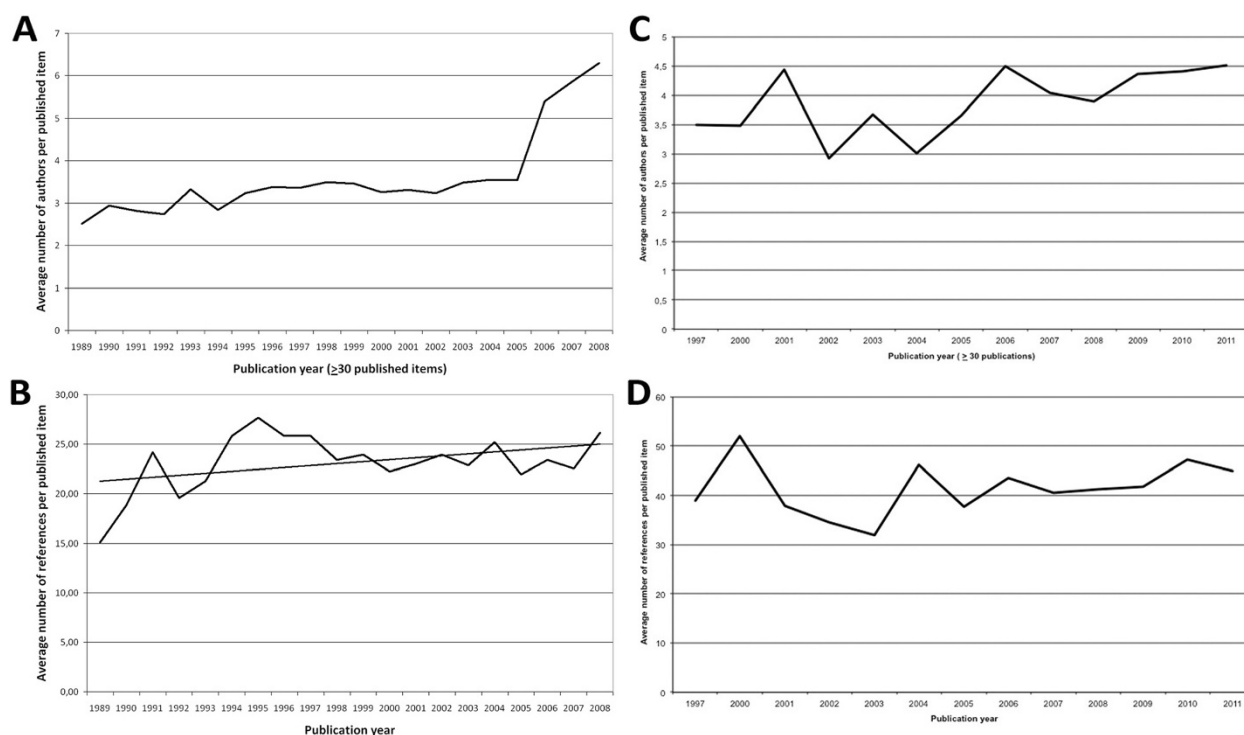 A
Average number of authors per published item
7
6
5
4
3
2
1
0
1989 1990 1991 1992 1993 1994 1995 1996 1997 1998 1999 2000 2001 2002 2003 2004 2005 2006 2007 2008
Publication year (≥30 published items)
B
Average number of references per published item
30,00
25,00
20,00
15,00
10,00
5,00
0,00
1989 1990 1991 1992 1993 1994 1995 1996 1997 1998 1999 2000 2001 2002 2003 2004 2005 2006 2007 2008
Publication year
C
Average number of authors per published item
5
4,5
4
3,5
3
2,5
2
1,5
1
0,5
0
1997 2000 2001 2002 2003 2004 2005 2006 2007 2008 2009 2010 2011
Publication year ( ≥ 30 publications)
D
Average number of references per published item
60
50
40
30
20
10
0
1997 2000 2001 2002 2003 2004 2005 2006 2007 2008 2009 2010 2011
Publication year